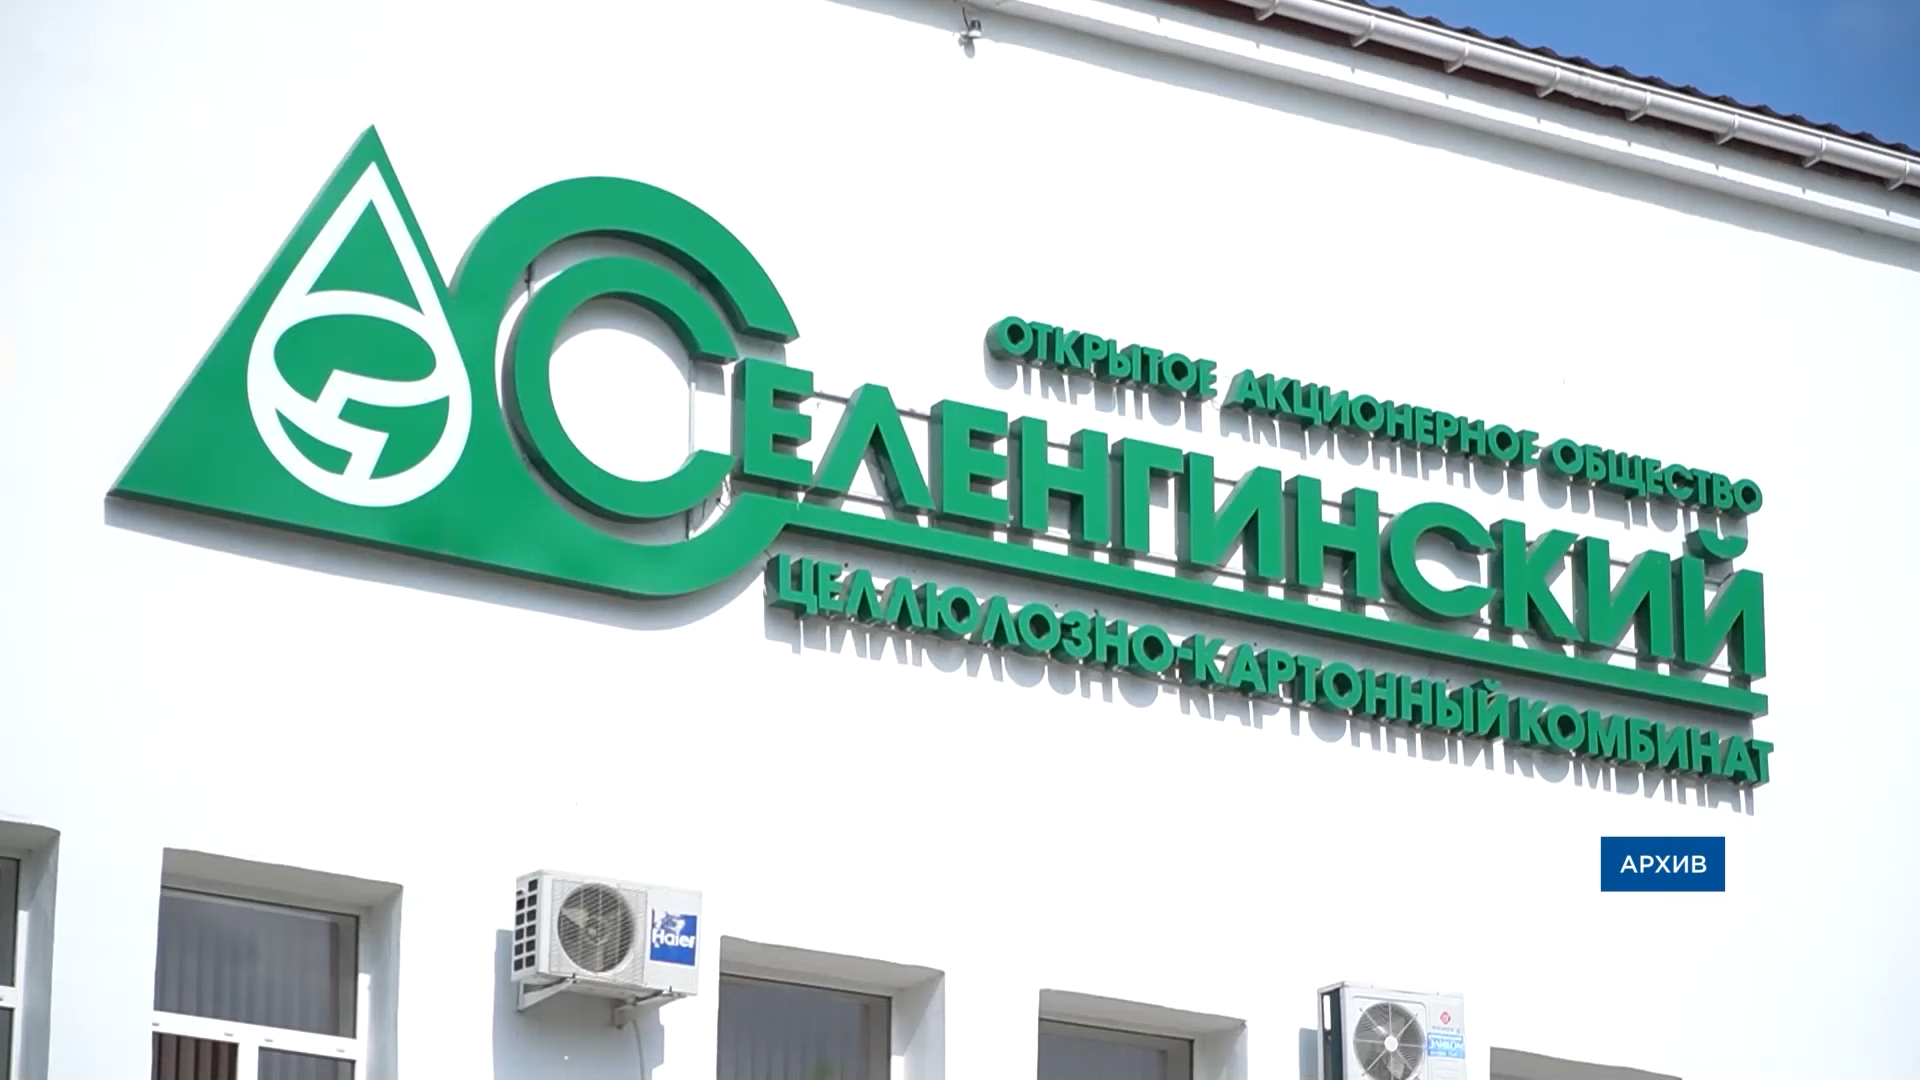 ОТКРЫТОЕ АКЦИОНЕРНОЕ ОБЩЕСТВО
СЕЛЕНГИНСКИЙ
ЦЕЛЛЮЛОЗНО-КАРТОННЫЙ КОМБИНАТ
АРХИВ
Haier